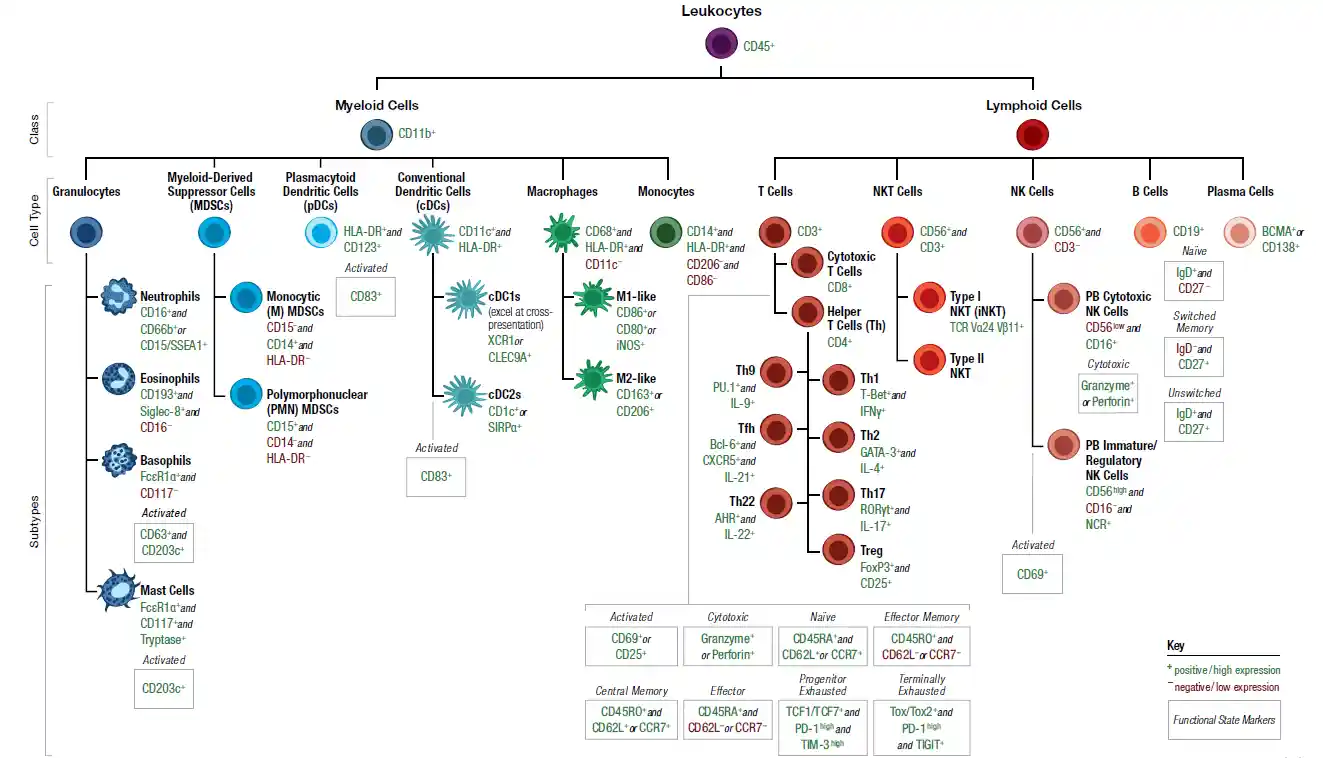 Leukocytes
CD45⁺
Class
Myeloid Cells
CD11b⁺
Lymphoid Cells
Cell Type
Granulocytes
Myeloid-Derived
Suppressor Cells
(MDSCs)
Plasmacytoid
Dendritic Cells
(pDCs)
HLA-DR⁺and
CD123⁺
Activated
CD83⁺
Conventional
Dendritic Cells
(cDCs)
CD11c⁺and
HLA-DR⁺
Macrophages
CD68⁺and
HLA-DR⁺and
CD11c⁻
Monocytes
CD14⁺and
HLA-DR⁺and
CD206⁻and
CD86⁻
T Cells
CD3⁺
NKT Cells
CD56⁺and
CD3⁺
NK Cells
CD56⁺and
CD3⁻
B Cells
CD19⁺
Plasma Cells
BCMA⁺or
CD138⁺
Subtypes
Neutrophils
CD16⁺and
CD66b⁺or
CD15/SSEA1⁺
Eosinophils
CD193⁺and
Siglec-8⁺and
CD16⁻
Basophils
FcεR1α⁺and
CD117⁻
Activated
CD63⁺and
CD203c⁺
Mast Cells
FcεR1α⁺and
CD117⁺and
Tryptase⁺
Activated
CD203c⁺
Monocytic
(M) MDSCs
CD15⁻and
CD14⁺and
HLA-DR⁻
Polymorphonuclear
(PMN) MDSCs
CD15⁺and
CD14⁻and
HLA-DR⁻
cDC1s
(excel at cross-
presentation)
XCR1or
CLEC9A⁺
cDC2s
CD1c⁺or
SIRPα⁺
Activated
CD83⁺
M1-like
CD86⁺or
CD80⁺or
iNOS⁺
M2-like
CD163⁺or
CD206⁺
Cytotoxic
T Cells
CD8⁺
Helper
T Cells (Th)
CD4⁺
Th9
PU.1⁺and
IL-9⁺
Tfh
Bcl-6⁺and
CXCR5⁺and
IL-21⁺
Th22
AHR⁺and
IL-22⁺
Th1
T-Bet⁺and
IFNγ⁺
Th2
GATA-3⁺and
IL-4⁺
Th17
RORγt⁺and
IL-17⁺
Treg
FoxP3⁺and
CD25⁺
Type I
NKT (iNKT)
TCR Vα24 Vβ11⁺
Type II
NKT
PB Cytotoxic
NK Cells
CD56ˡᵒʷ and
CD16⁺
Cytotoxic
Granzyme⁺
or Perforin⁺
PB Immature/
Regulatory
NK Cells
CD56ʰⁱᵍʰ and
CD16⁻and
NCR⁺
Activated
CD69⁺
Naïve
IgD⁺and
CD27⁻
Switched
Memory
IgD⁻and
CD27⁺
Unswitched
IgD⁺and
CD27⁺
Activated
CD69⁺or
CD25⁺
Cytotoxic
Granzyme⁺
or Perforin⁺
Naïve
CD45RA⁺and
CD62L⁺or CCR7⁺
Effector Memory
CD45RO⁺and
CD62L⁻or CCR7⁻
Central Memory
CD45RO⁺and
CD62L⁺or CCR7⁺
Effector
CD45RA⁺and
CD62L⁻or CCR7⁻
Progenitor
Exhausted
TCF1/TCF7⁺and
PD-1ʰⁱᵍʰ and
TIM-3ʰⁱᵍʰ
Terminally
Exhausted
Tox/Tox2⁺and
PD-1ʰⁱᵍʰ
and TIGIT⁺
Key
⁺ positive/high expression
⁻ negative/low expression
Functional State Markers